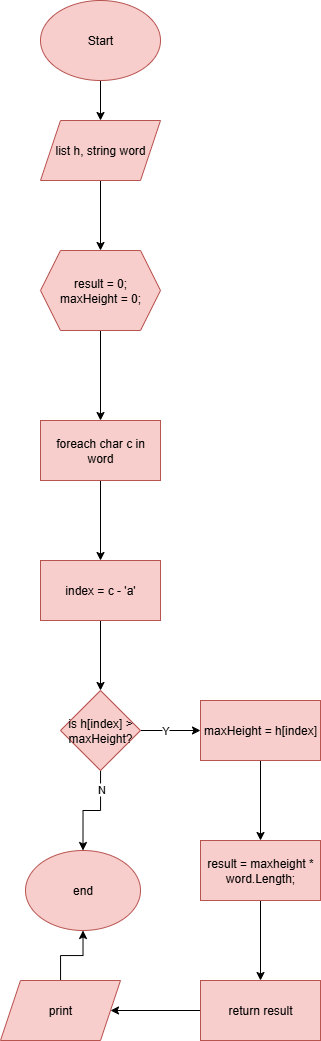 Start
list h, string word
result = 0;
maxHeight = 0;
foreach char c in
word
index = c - 'a'
is h[index] >
maxHeight?
Y
maxHeight = h[index]
N
result = maxheight *
word.Length;
end
print
return result